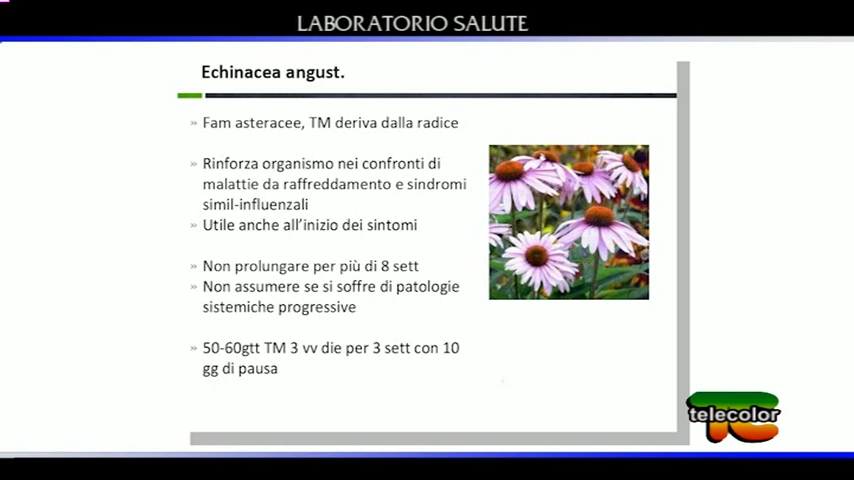 LABORATORIO SALUTE
Echinacea angust.
» Fam asteracee, TM deriva dalla radice
» Rinforza organismo nei confronti di
malattie da raffreddamento e sindromi
simil-influenzali
» Utile anche all'inizio dei sintomi
» Non prolungare per più di 8 sett
» Non assumere se si soffre di patologie
sistemiche progressive
» 50-60gtt TM 3 vv die per 3 sett con 10
gg di pausa
telecolor